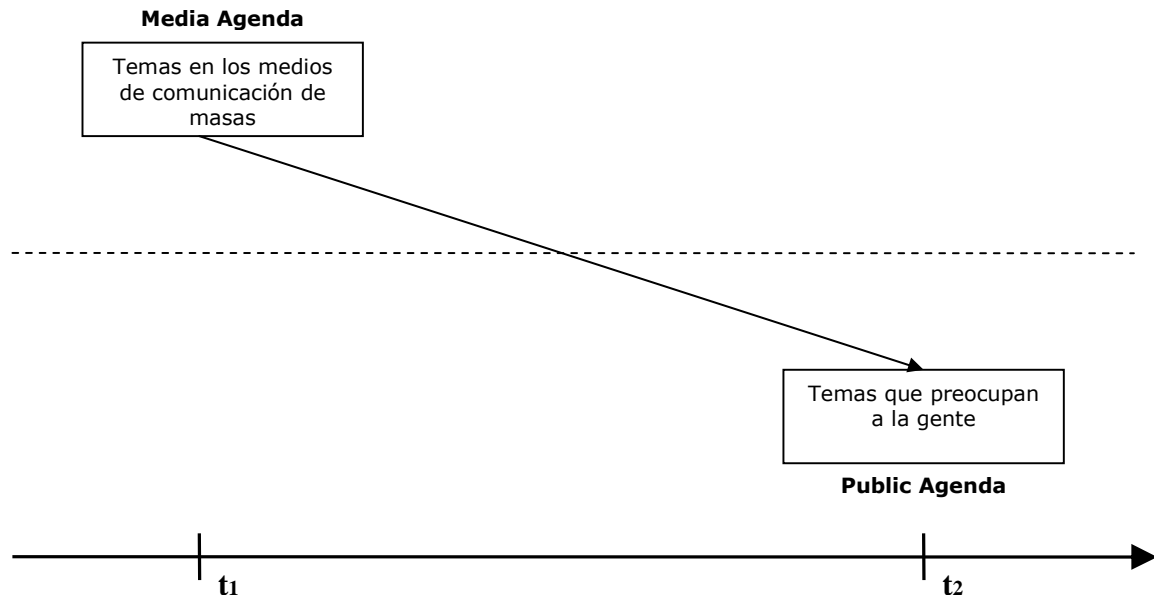 Media Agenda
Temas en los medios
de comunicación de
masas
Temas que preocupan
a la gente
Public Agenda
t1
t2